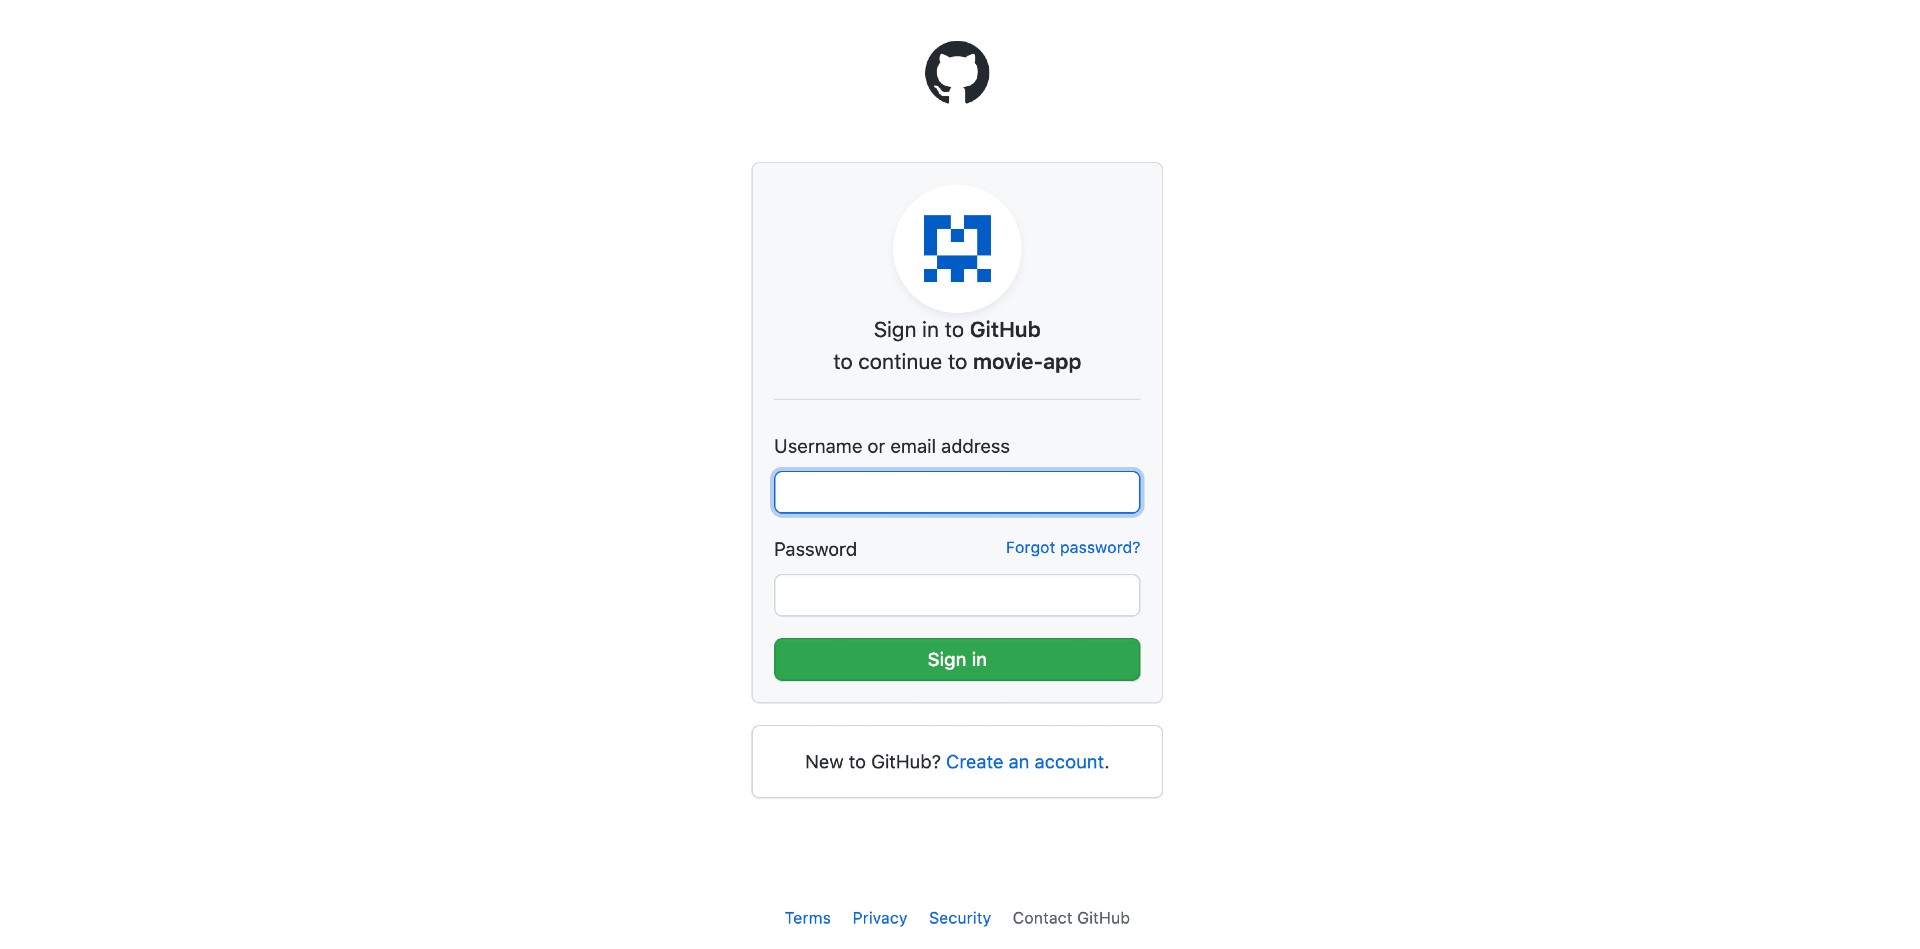 Sign in to GitHub
to continue to movie-app
Username or email address
Password
Forgot password?
Sign in
New to GitHub? Create an account.
Terms Privacy Security Contact GitHub